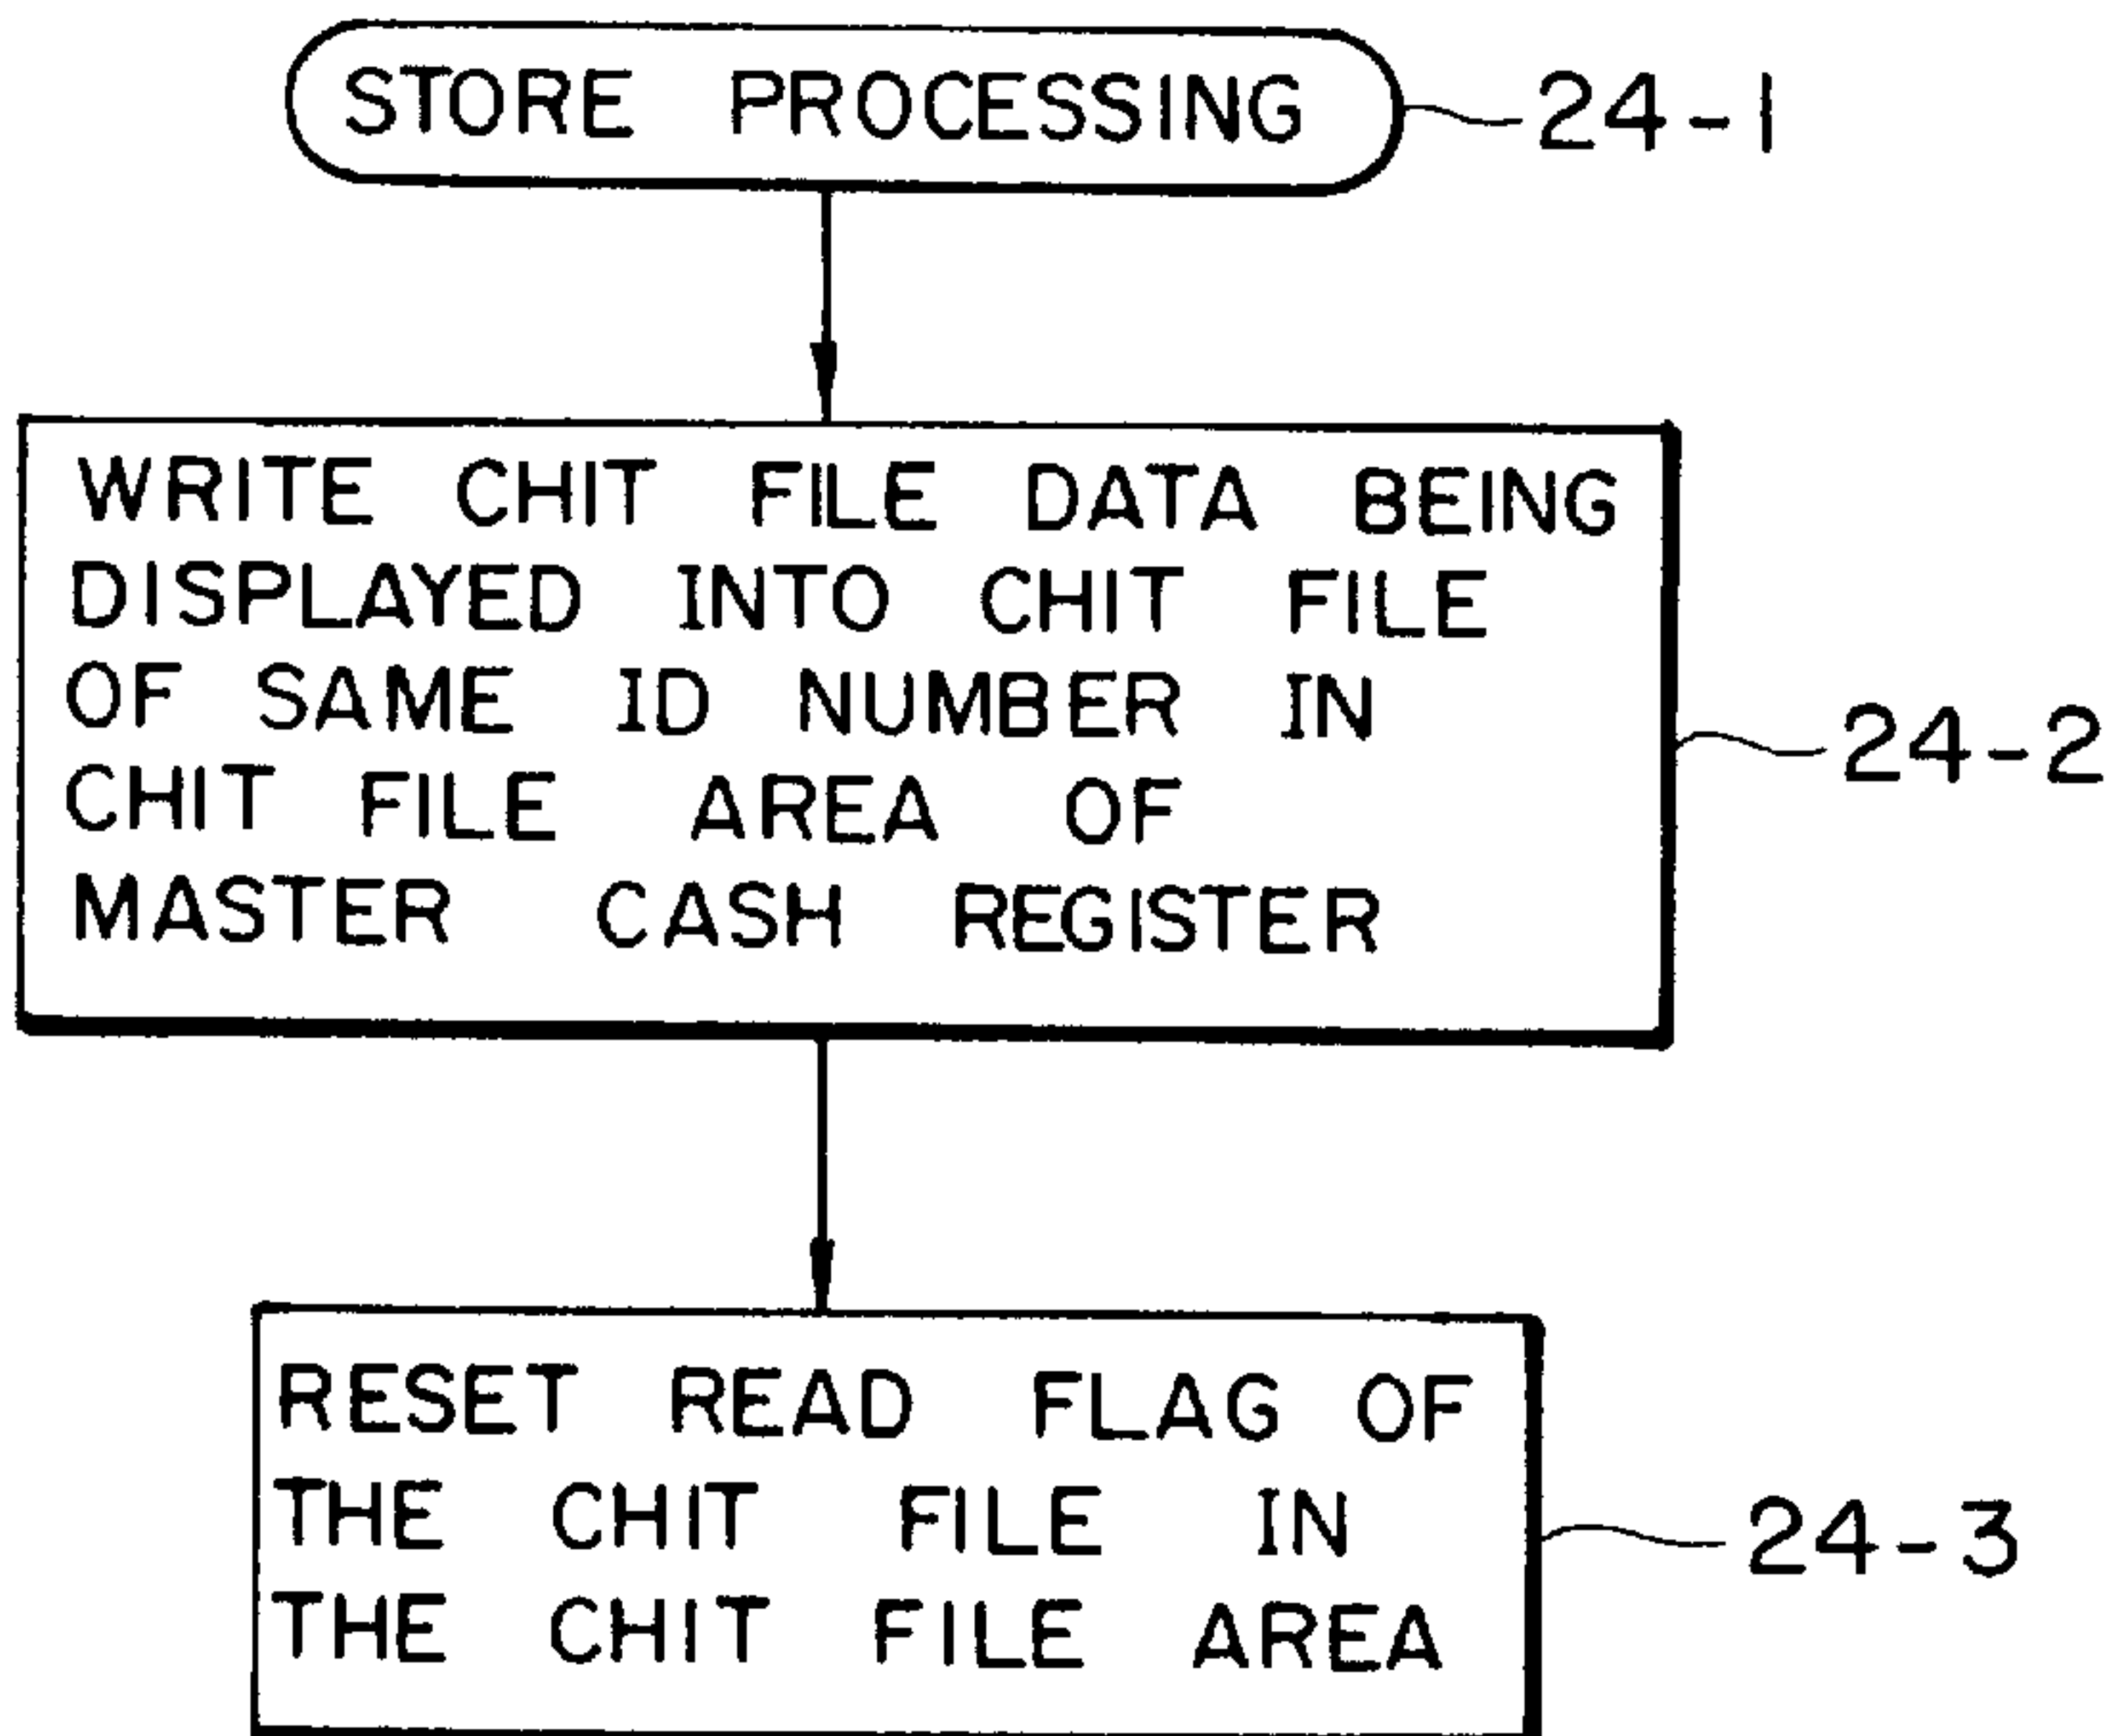 STORE PROCESSING
24-1
WRITE CHIT FILE DATA BEING
DISPLAYED INTO CHIT FILE
OF SAME ID NUMBER IN
CHIT FILE AREA OF
MASTER CASH REGISTER
24-2
RESET READ FLAG OF
THE CHIT FILE IN
THE CHIT FILE AREA
24-3